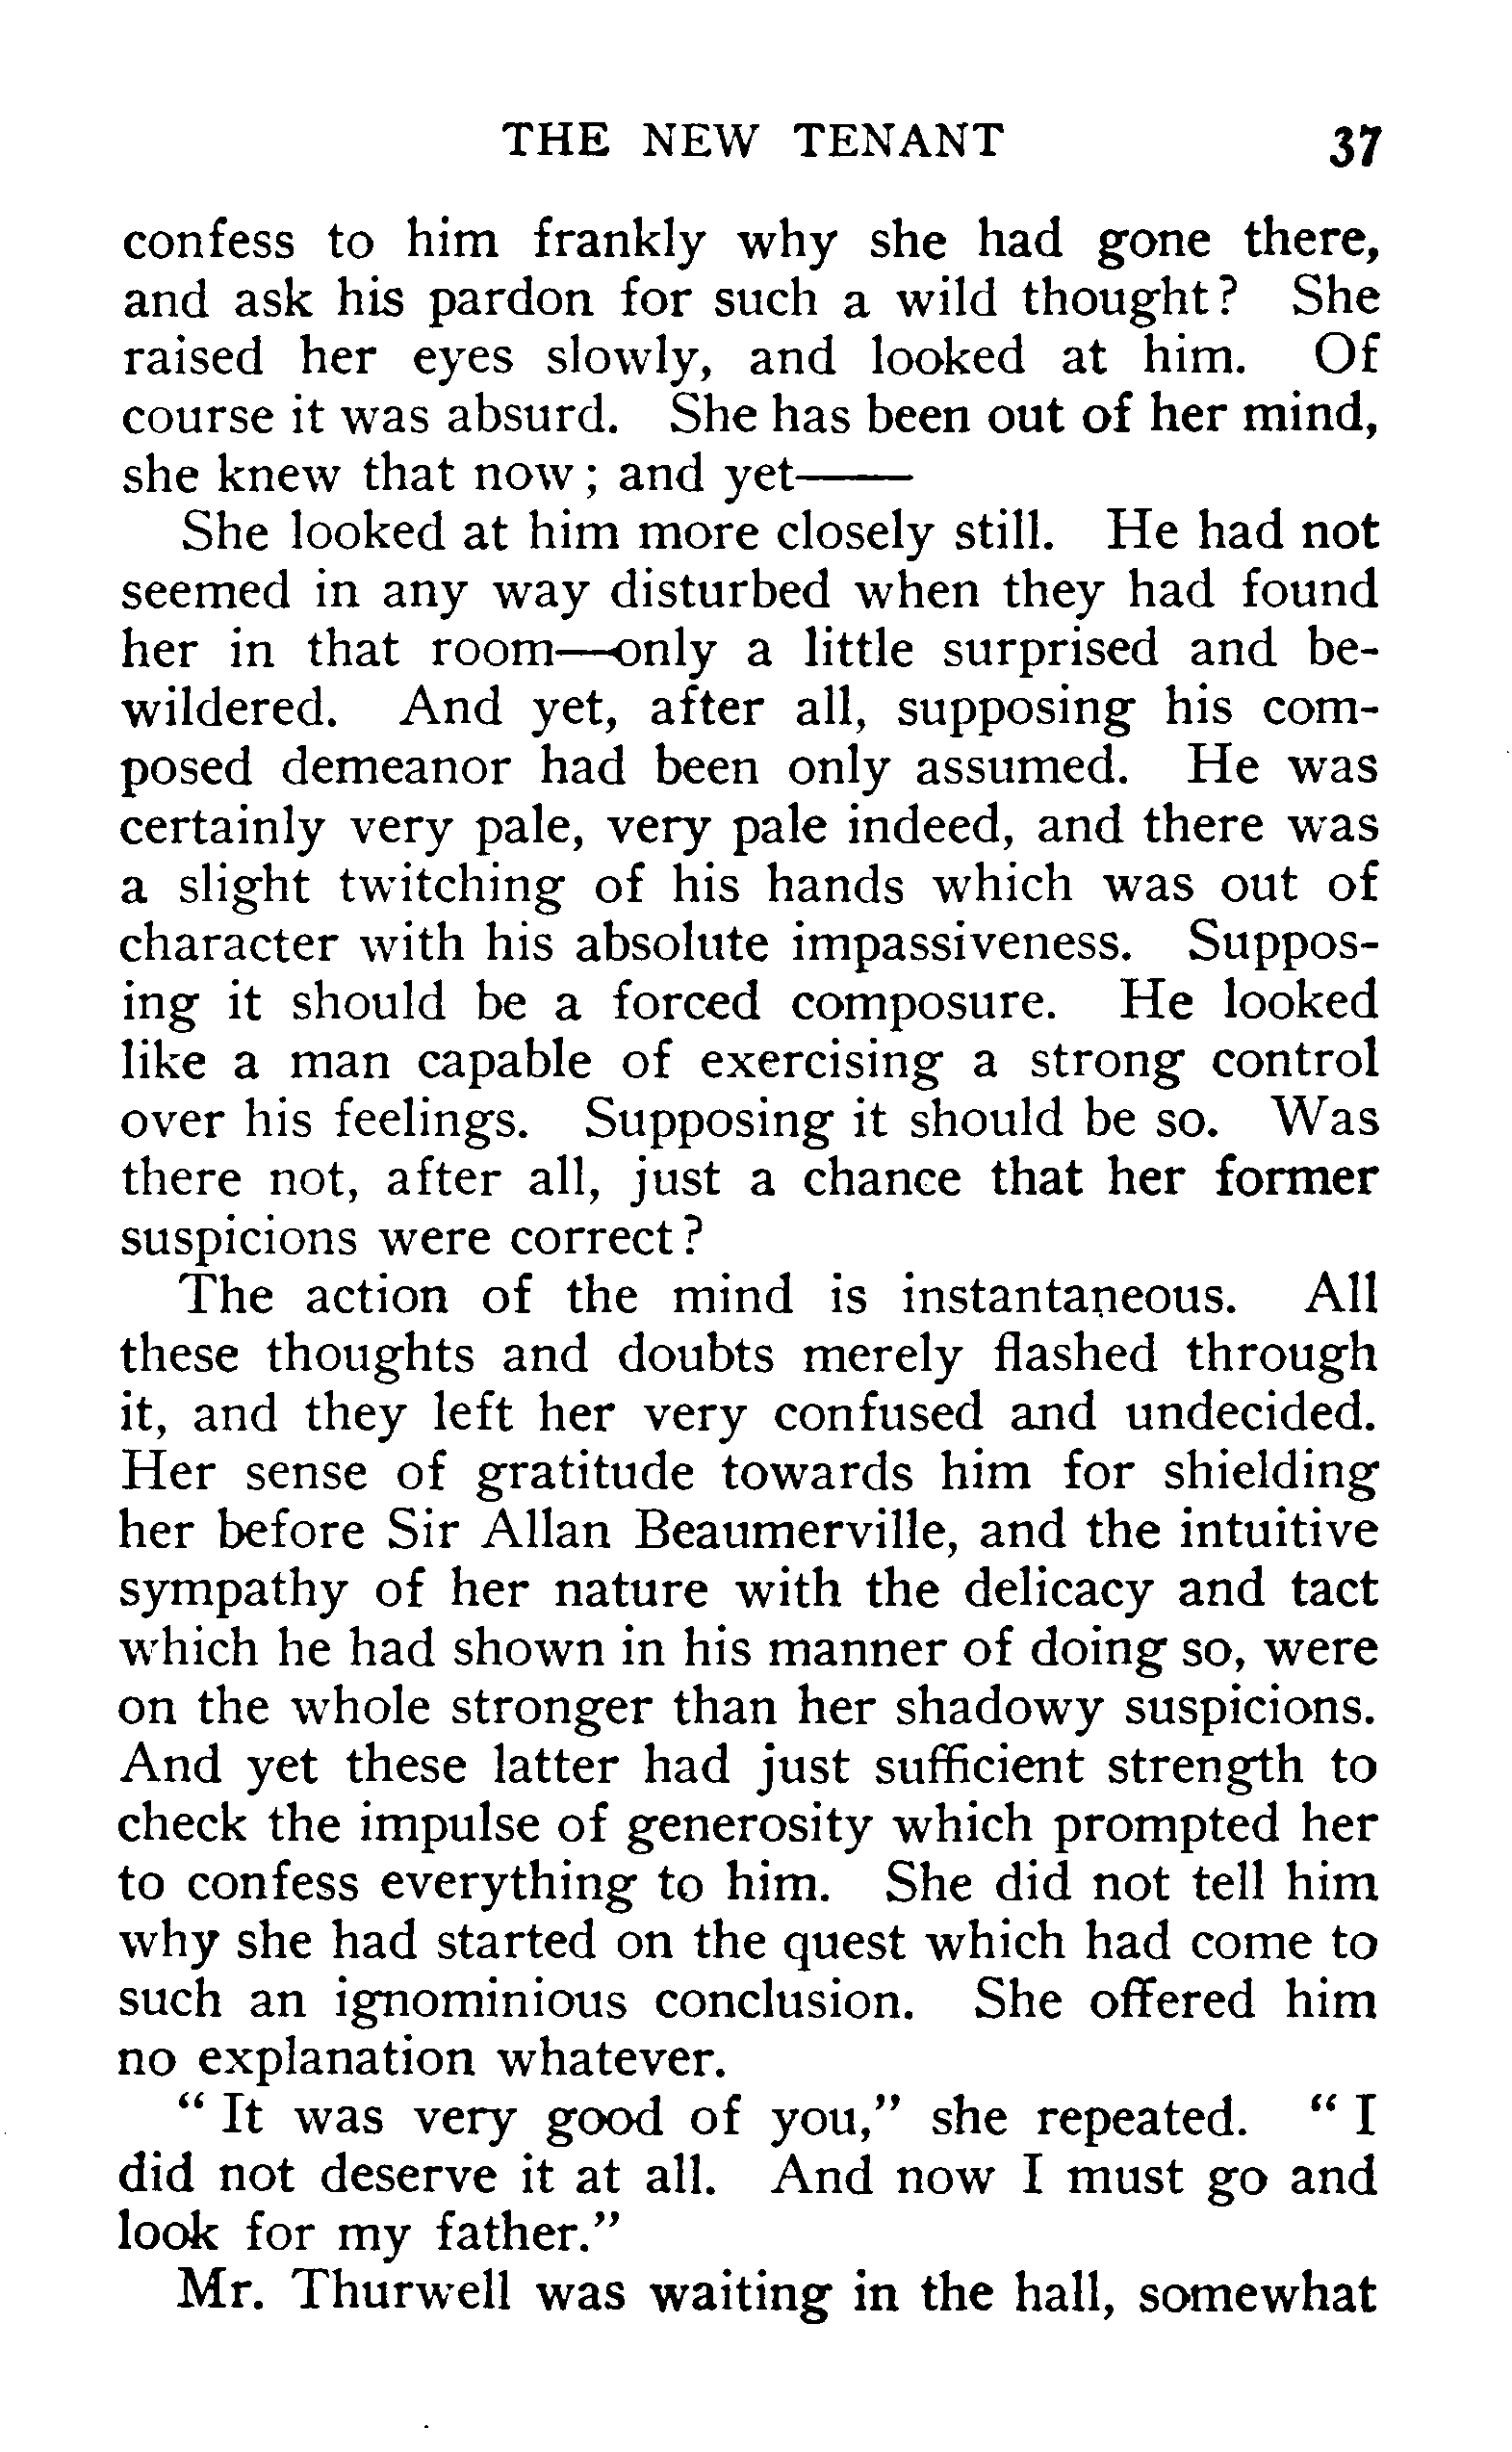 THE NEW TENANT 37
confess to him frankly why she had gone there,
and ask his pardon for such a wild thought? She
raised her eyes slowly, and looked at him. Of
course it was absurd. She has been out of her mind,
she knew that now; and yet——
She looked at him more closely still. He had not
seemed in any way disturbed when they had found
her in that room—only a little surprised and be-
wildered. And yet, after all, supposing his com-
posed demeanor had been only assumed. He was
certainly very pale, very pale indeed, and there was
a slight twitching of his hands which was out of
character with his absolute impassiveness. Suppos-
ing it should be a forced composure. He looked
like a man capable of exercising a strong control
over his feelings. Supposing it should be so. Was
there not, after all, just a chance that her former
suspicions were correct?
The action of the mind is instantaneous. All
these thoughts and doubts merely flashed through
it, and they left her very confused and undecided.
Her sense of gratitude towards him for shielding
her before Sir Allan Beaumerville, and the intuitive
sympathy of her nature with the delicacy and tact
which he had shown in his manner of doing so, were
on the whole stronger than her shadowy suspicions.
And yet these latter had just sufficient strength to
check the impulse of generosity which prompted her
to confess everything to him. She did not tell him
why she had started on the quest which had come to
such an ignominious conclusion. She offered him
no explanation whatever.
“ It was very good of you,” she repeated. “ I
did not deserve it at all. And now I must go and
look for my father.”
Mr. Thurwell was waiting in the hall, somewhat